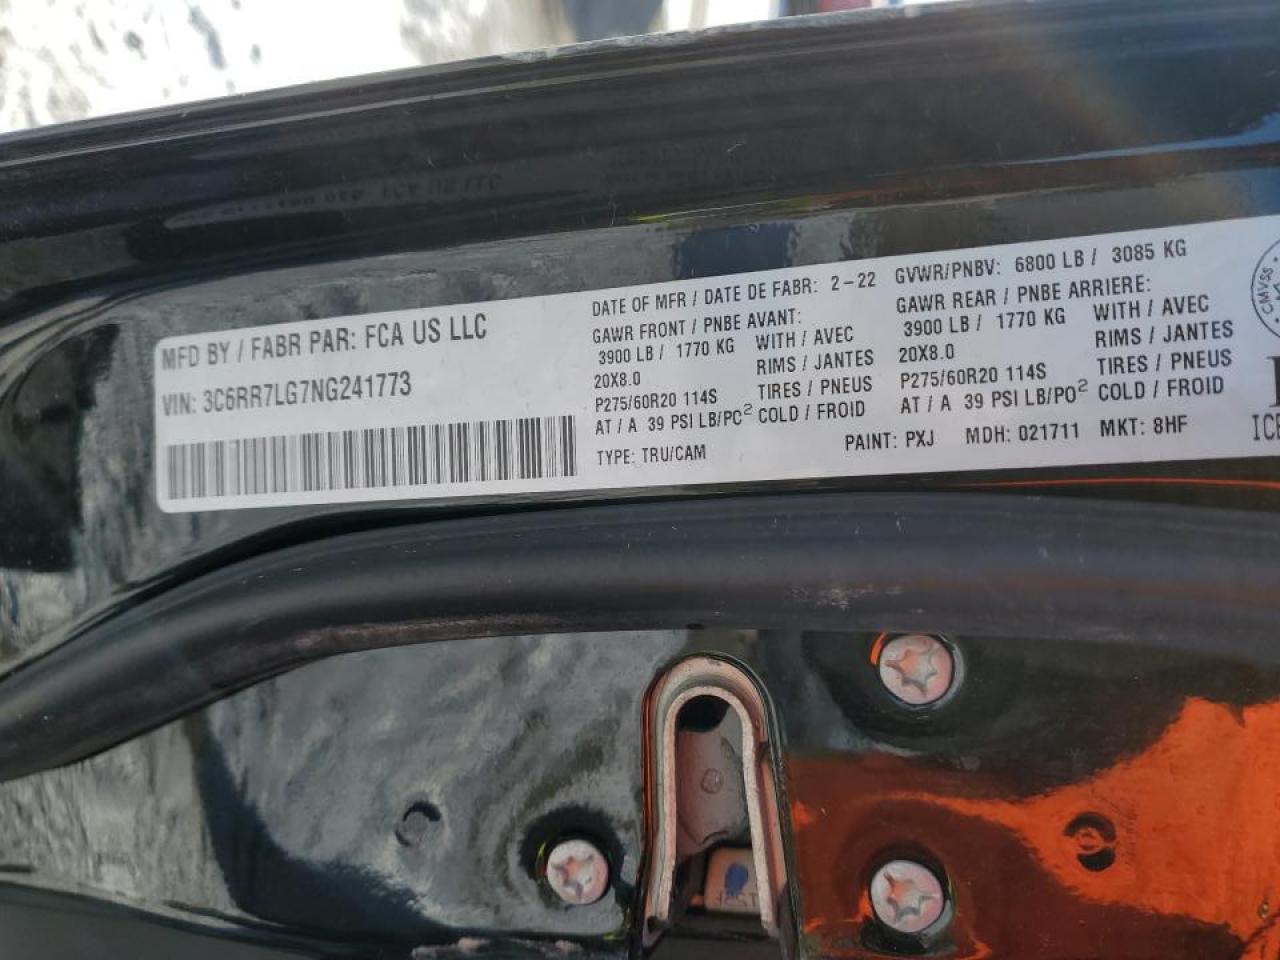 MFD BY / FABR PAR: FCA US LLC
VIN: 3C6RR7LG7NG241773
DATE OF MFR / DATE DE FABR: 2-22
GAWR FRONT / PNBE AVANT:
3900 LB / 1770 KG WITH / AVEC
20X8.0 RIMS / JANTES
P275/60R20 114S TIRES / PNEUS
AT / A 39 PSI LB/PO² COLD / FROID
TYPE: TRU/CAM
GVWR/PNBV: 6800 LB / 3085 KG
GAWR REAR / PNBE ARRIERE:
3900 LB / 1770 KG WITH / AVEC
20X8.0 RIMS / JANTES
P275/60R20 114S TIRES / PNEUS
AT / A 39 PSI LB/PO² COLD / FROID
PAINT: PXJ MDH: 021711 MKT: 8HF
CMVSS